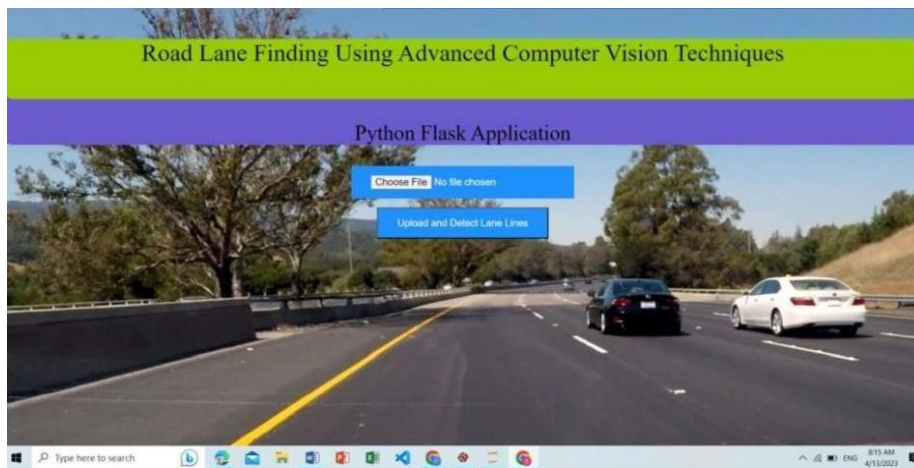 Road Lane Finding Using Advanced Computer Vision Techniques
Python Flask Application
Choose File No file chosen
Upload and Detect Lane Lines
Type here to search
ENG
8:15 AM
4/13/2023